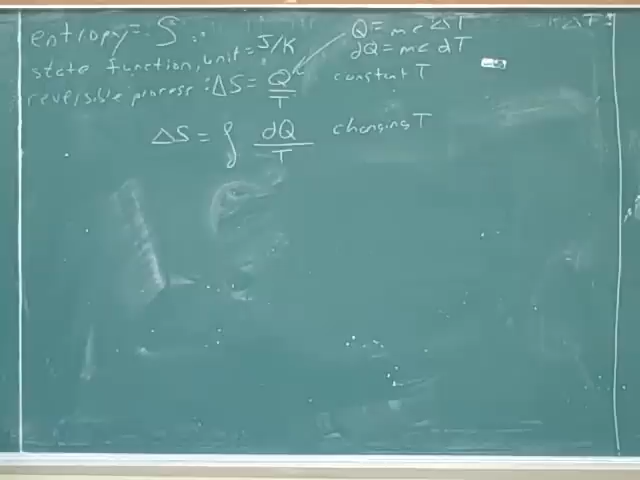 entropy = S :
state function, unit = J/K
reversible process : ΔS = Q/T constant T
Q = mcΔT
dQ = mc dT
ΔS = ∫ dQ/T changing T